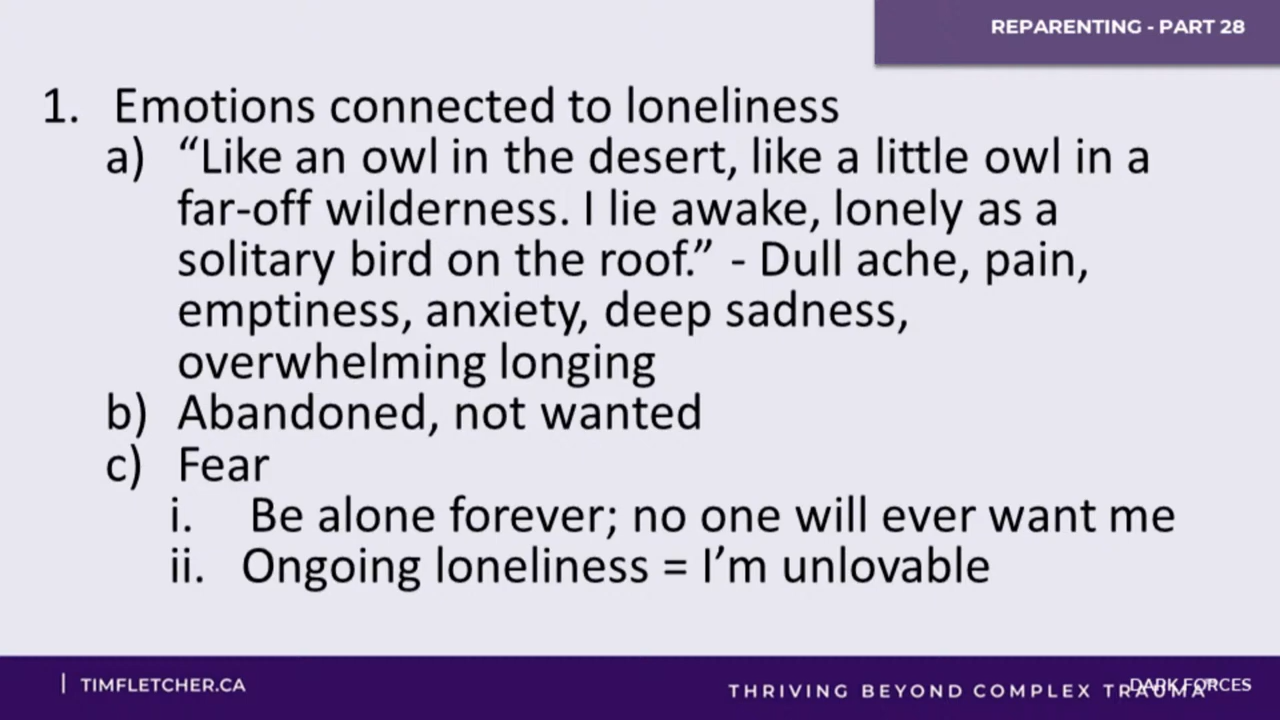 REPARENTING - PART 28
1. Emotions connected to loneliness
a) “Like an owl in the desert, like a little owl in a
far-off wilderness. I lie awake, lonely as a
solitary bird on the roof.” - Dull ache, pain,
emptiness, anxiety, deep sadness,
overwhelming longing
b) Abandoned, not wanted
c) Fear
i. Be alone forever; no one will ever want me
ii. Ongoing loneliness = I’m unlovable
| TIMFLETCHER.CA
THRIVING BEYOND COMPLEX TRAUMA
DARK FORCES